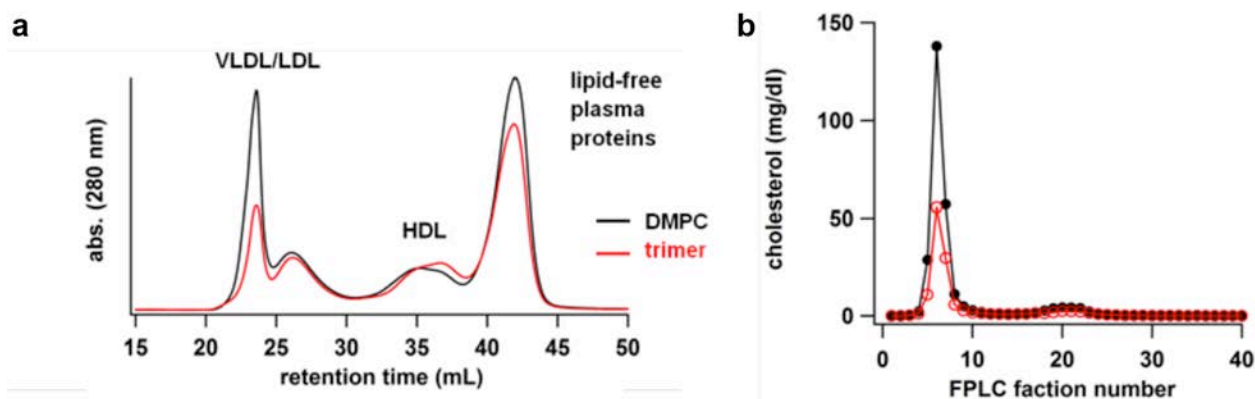 a
VLDL/LDL
lipid-free
plasma
proteins
HDL
DMPC
trimer
abs. (280 nm)
15 20 25 30 35 40 45 50
retention time (mL)
b
150
100
50
0
cholesterol (mg/dl)
0 10 20 30 40
FPLC faction number